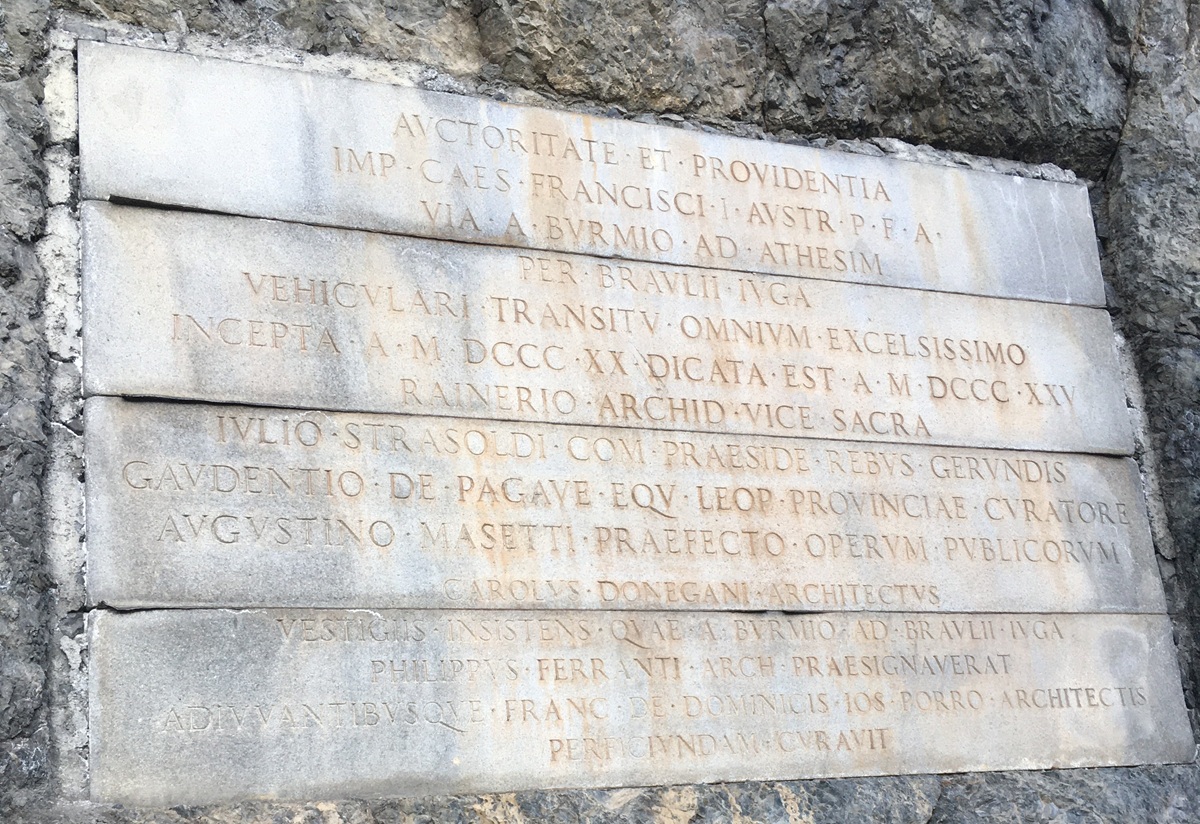 AVCTORITATE · ET · PROVIDENTIA
IMP · CAES · FRANCISCI · I · AVSTR · P · F · A ·
VIA · A · BVRMIO · AD · ATHESIM
PER · BRAVLII · IVGA
VEHICVLARI · TRANSITV · OMNIVM · EXCELSISSIMO
INCEPTA · A · M · DCCC · XX · DICATA · EST · A · M · DCCC · XXV
RAINERIO · ARCHID · VICE · SACRA
IVLIO · STRASOLDI · COM · PRAESIDE · REBVS · GERVNDIS
GAVDENTIO · DE · PAGAVE · EQV · LEOP · PROVINCIAE · CVRATORE
AVGVSTINO · MASETTI · PRAEFECTO · OPERVM · PVBLICORVM
CAROLVS · DONEGANI · ARCHITECTVS
VESTIGIIS · INSISTENS · QVAE · A · BVRMIO · AD · BRAVLII · IVGA
PHILIPPVS · FERRANTI · ARCH · PRAESIGNAVERAT
ADIVVANTIBVSQVE · FRANC · DE · DOMINICIS · IOS · PORRO · ARCHITECTIS
PERFICIVNDAM · CVRAVIT